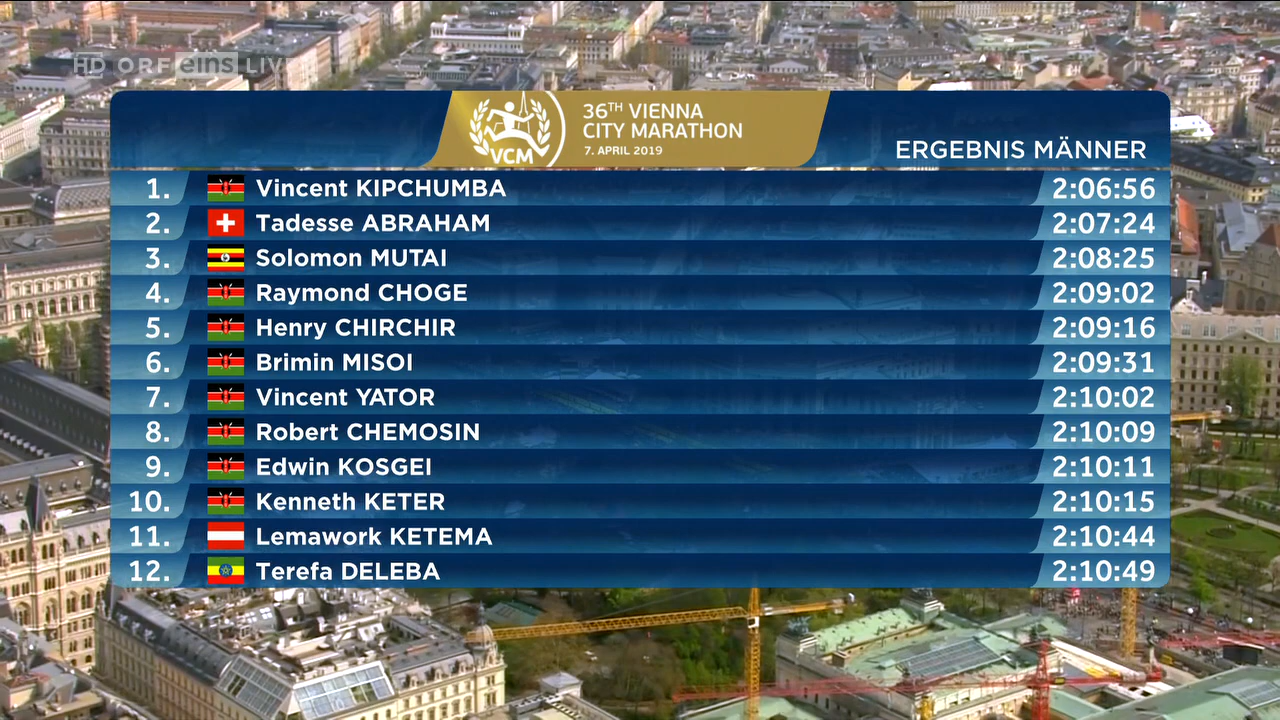 HD ORF eins LIVE
36TH VIENNA
CITY MARATHON
7. APRIL 2019
VCM
ERGEBNIS MÄNNER
1. Vincent KIPCHUMBA 2:06:56
2. Tadesse ABRAHAM 2:07:24
3. Solomon MUTAI 2:08:25
4. Raymond CHOGE 2:09:02
5. Henry CHIRCHIR 2:09:16
6. Brimin MISOI 2:09:31
7. Vincent YATOR 2:10:02
8. Robert CHEMOSIN 2:10:09
9. Edwin KOSGEI 2:10:11
10. Kenneth KETER 2:10:15
11. Lemawork KETEMA 2:10:44
12. Terefa DELEBA 2:10:49